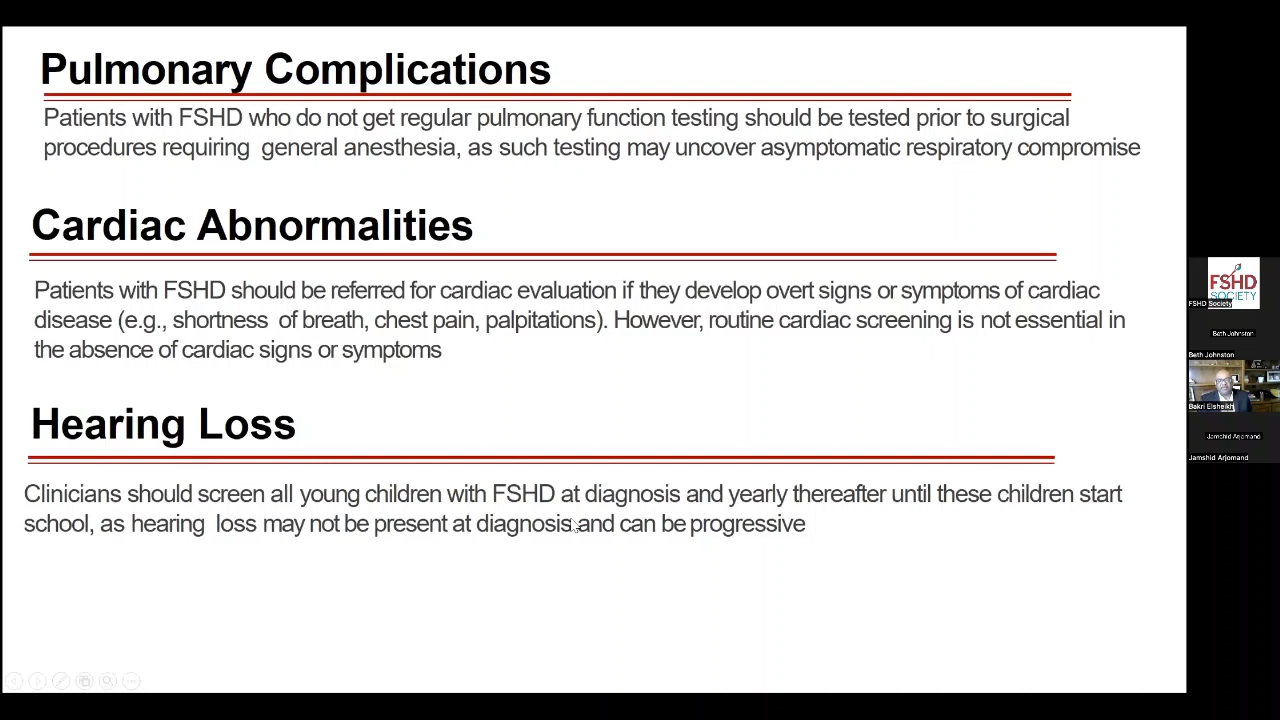 Pulmonary Complications
Patients with FSHD who do not get regular pulmonary function testing should be tested prior to surgical
procedures requiring general anesthesia, as such testing may uncover asymptomatic respiratory compromise
Cardiac Abnormalities
Patients with FSHD should be referred for cardiac evaluation if they develop overt signs or symptoms of cardiac
disease (e.g., shortness of breath, chest pain, palpitations). However, routine cardiac screening is not essential in
the absence of cardiac signs or symptoms
Hearing Loss
Clinicians should screen all young children with FSHD at diagnosis and yearly thereafter until these children start
school, as hearing loss may not be present at diagnosis and can be progressive
FSHD
SOCIETY
FSHD Society
Beth Johnston
Beth Johnston
Bakri Elsheikh
Jamshid Arjomand
Jamshid Arjomand